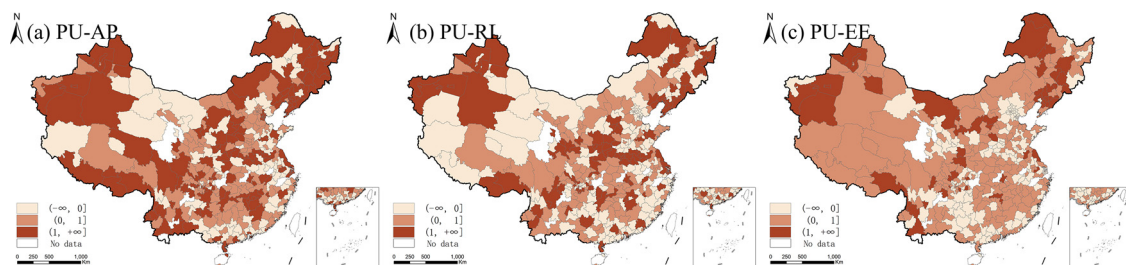 N
(a) PU-AP
(-∞, 0]
(0, 1]
(1, +∞]
No data
0 250 500 1,000
Km
N
(b) PU-RL
(-∞, 0]
(0, 1]
(1, +∞]
No data
0 250 500 1,000
Km
N
(c) PU-EE
(-∞, 0]
(0, 1]
(1, +∞]
No data
0 250 500 1,000
Km